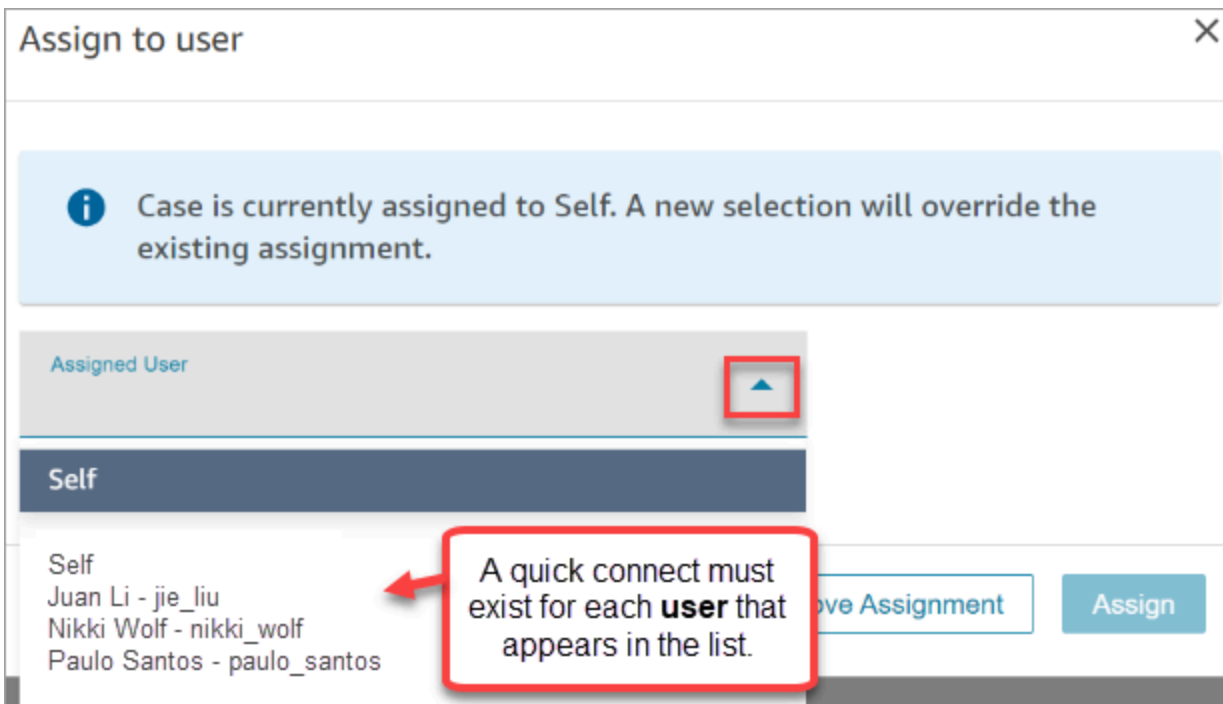 Assign to user
Case is currently assigned to Self. A new selection will override the
existing assignment.
Assigned User
Self
Self
Juan Li - jie_liu
Nikki Wolf - nikki_wolf
Paulo Santos - paulo_santos
A quick connect must
exist for each user that
appears in the list.
ove Assignment
Assign